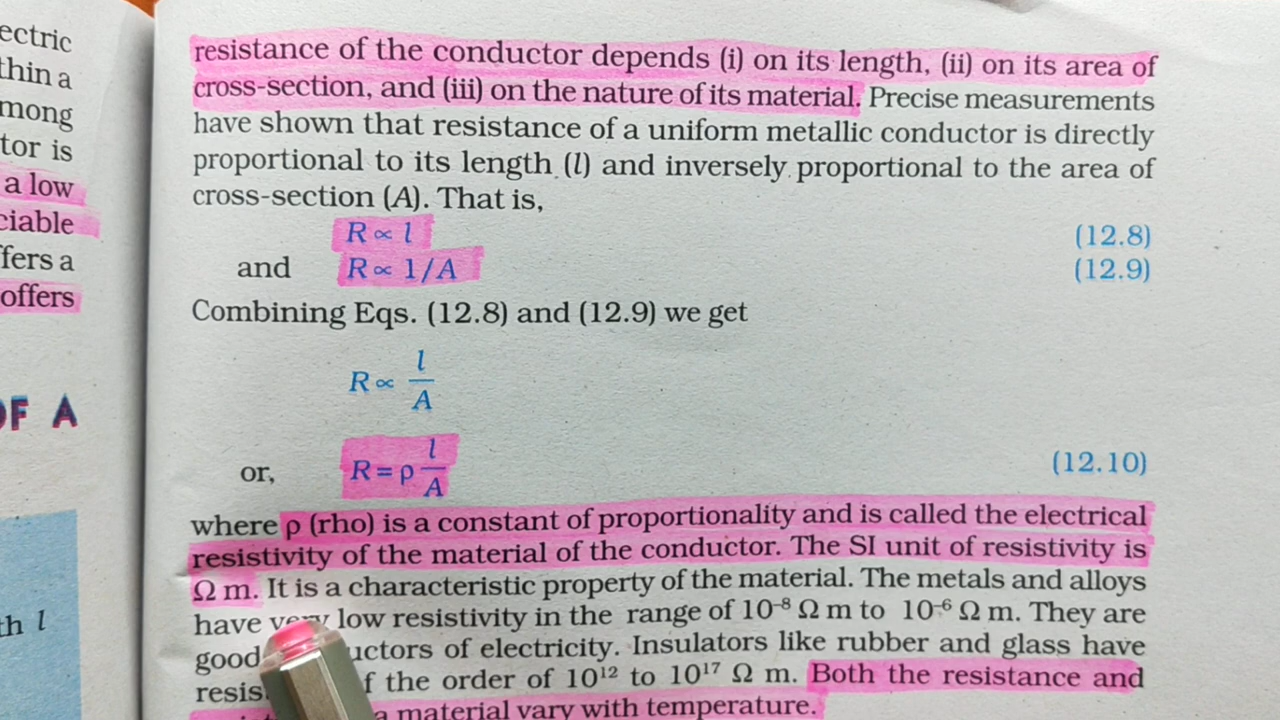 ectric
thin a
mong
tor is
a low
ciable
fers a
offers
OF A
th l
resistance of the conductor depends (i) on its length, (ii) on its area of
cross-section, and (iii) on the nature of its material. Precise measurements
have shown that resistance of a uniform metallic conductor is directly
proportional to its length (l) and inversely proportional to the area of
cross-section (A). That is,
R ∝ l (12.8)
and R ∝ 1/A (12.9)
Combining Eqs. (12.8) and (12.9) we get
R ∝ l/A
or, R = ρ l/A (12.10)
where ρ (rho) is a constant of proportionality and is called the electrical
resistivity of the material of the conductor. The SI unit of resistivity is
Ω m. It is a characteristic property of the material. The metals and alloys
have very low resistivity in the range of 10⁻⁸ Ω m to 10⁻⁶ Ω m. They are
good uctors of electricity. Insulators like rubber and glass have
resis f the order of 10¹² to 10¹⁷ Ω m. Both the resistance and
a material vary with temperature.